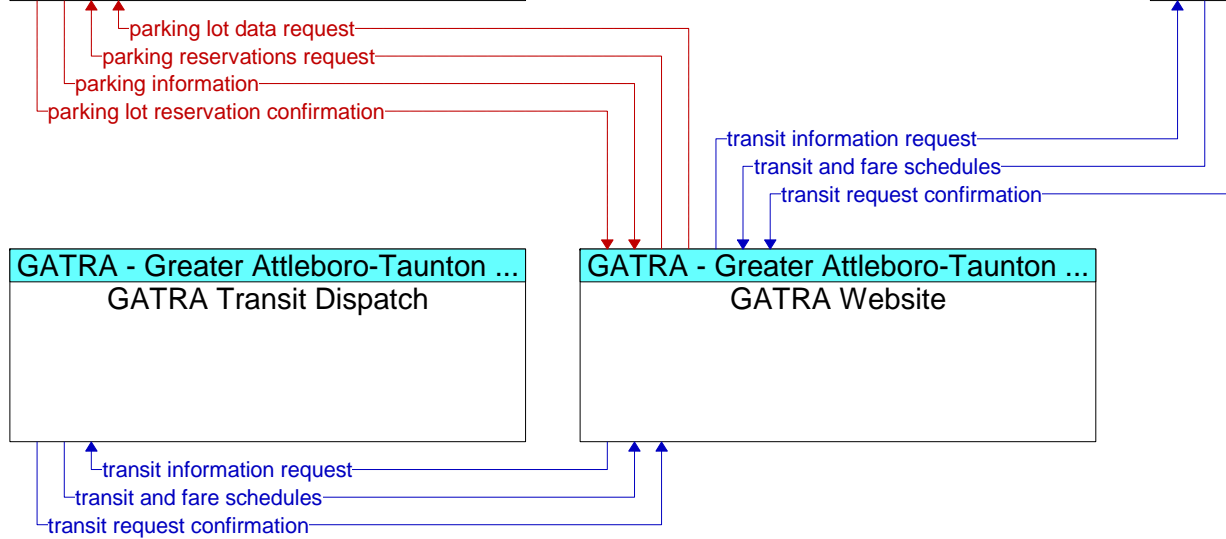 parking lot data request
parking reservations request
parking information
parking lot reservation confirmation
transit information request
transit and fare schedules
transit request confirmation
GATRA - Greater Attleboro-Taunton ...
GATRA Transit Dispatch
GATRA - Greater Attleboro-Taunton ...
GATRA Website
transit information request
transit and fare schedules
transit request confirmation